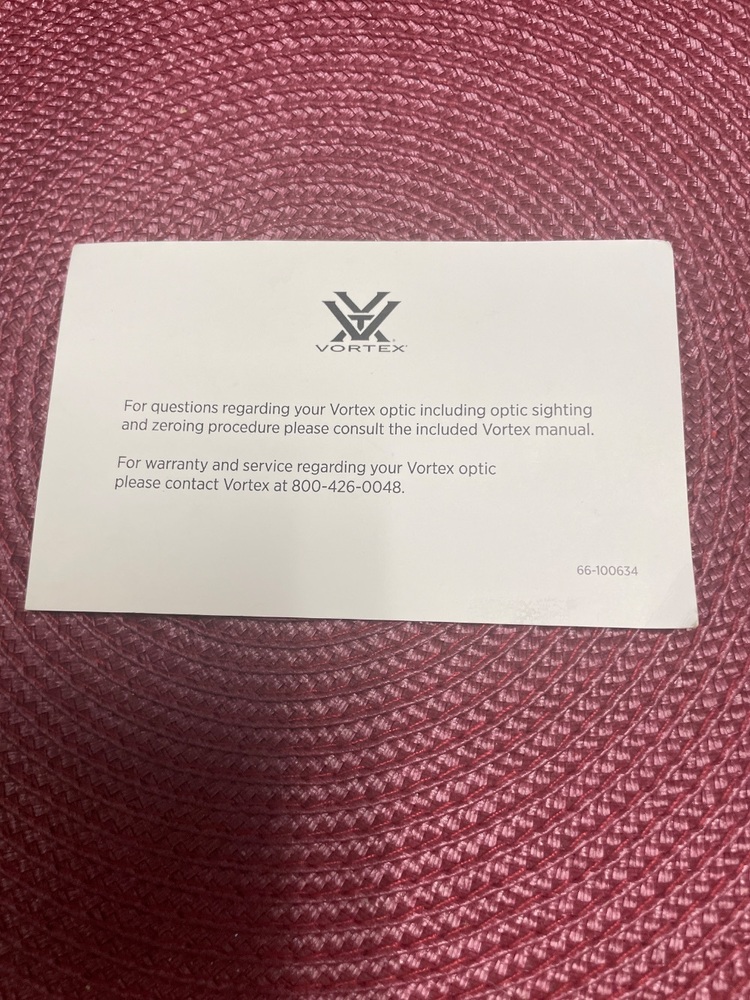 VORTEX
For questions regarding your Vortex optic including optic sighting
and zeroing procedure please consult the included Vortex manual.
For warranty and service regarding your Vortex optic
please contact Vortex at 800-426-0048.
66-100634